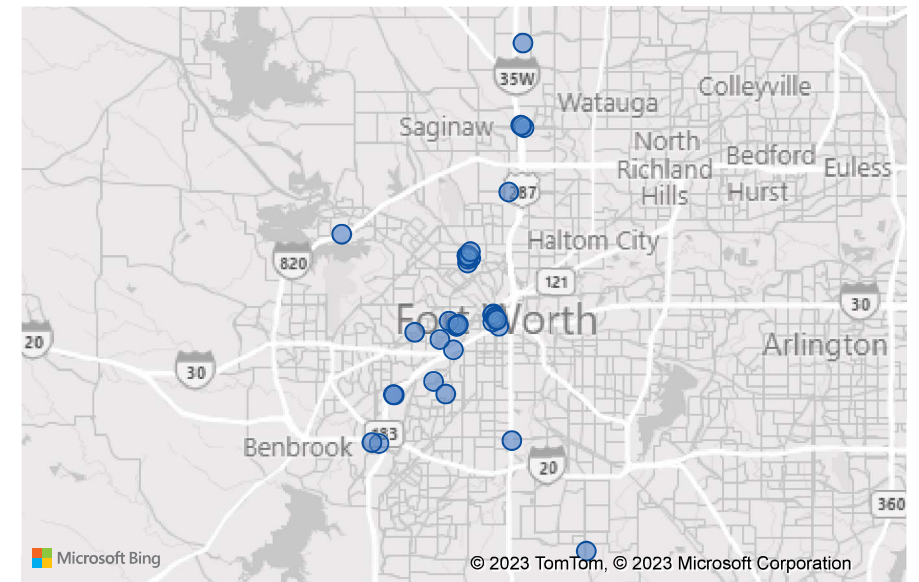 35W
Colleyville
Watauga
Saginaw
North
Richland
Hills
Bedford
Euless
Hurst
287
Haltom City
820
121
Fort Worth
30
20
Arlington
30
183
Benbrook
20
360
Microsoft Bing
© 2023 TomTom, © 2023 Microsoft Corporation